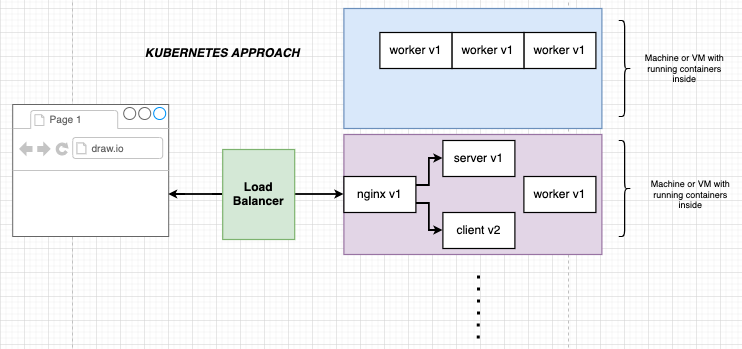 KUBERNETES APPROACH
worker v1
worker v1
worker v1
Machine or VM with
running containers
inside
Page 1
draw.io
Load
Balancer
nginx v1
server v1
client v2
worker v1
Machine or VM with
running containers
inside